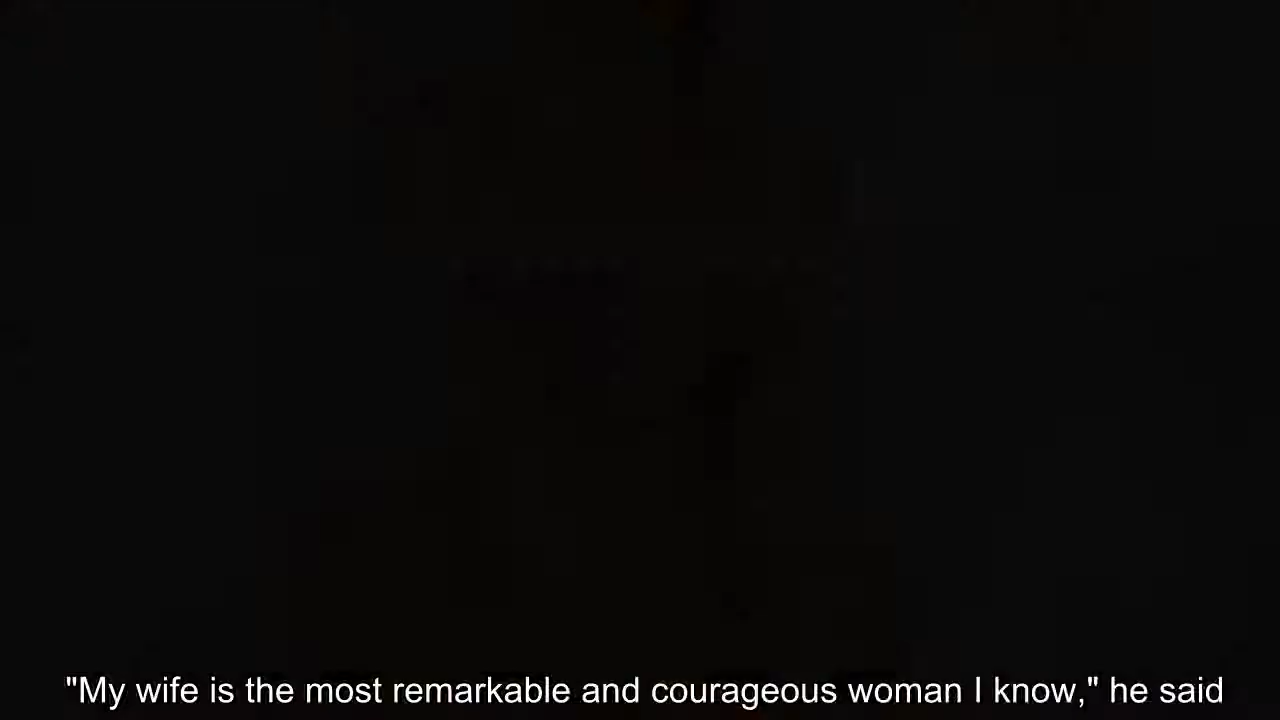 "My wife is the most remarkable and courageous woman I know," he said